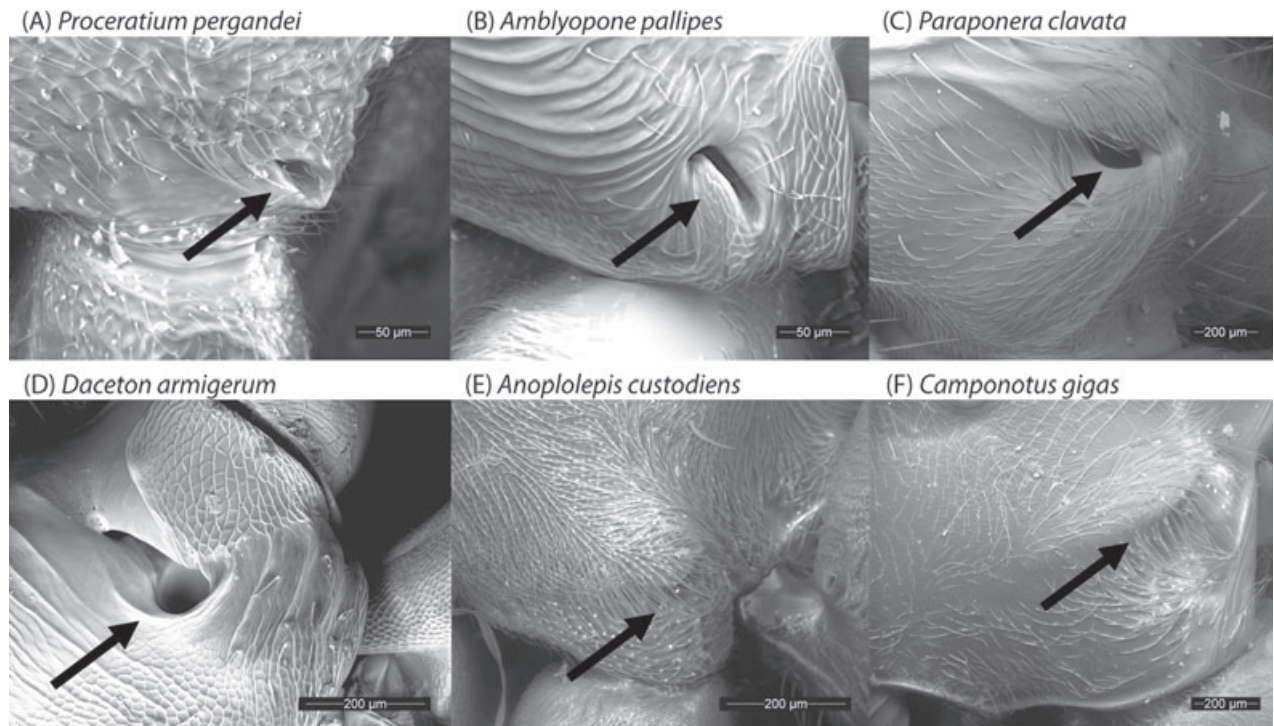 (A) Proceratium pergandei
(B) Amblyopone pallipes
(C) Paraponera clavata
50 µm
50 µm
200 µm
(D) Daceton armigerum
(E) Anoplolepis custodiens
(F) Camponotus gigas
200 µm
200 µm
200 µm